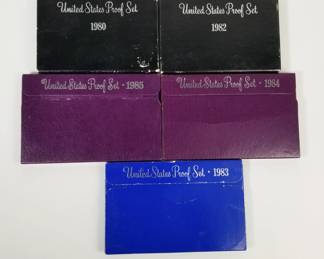 United States Proof Set
1980
United States Proof Set
1982
United States Proof Set · 1985
United States Proof Set · 1984
United States Proof Set · 1983